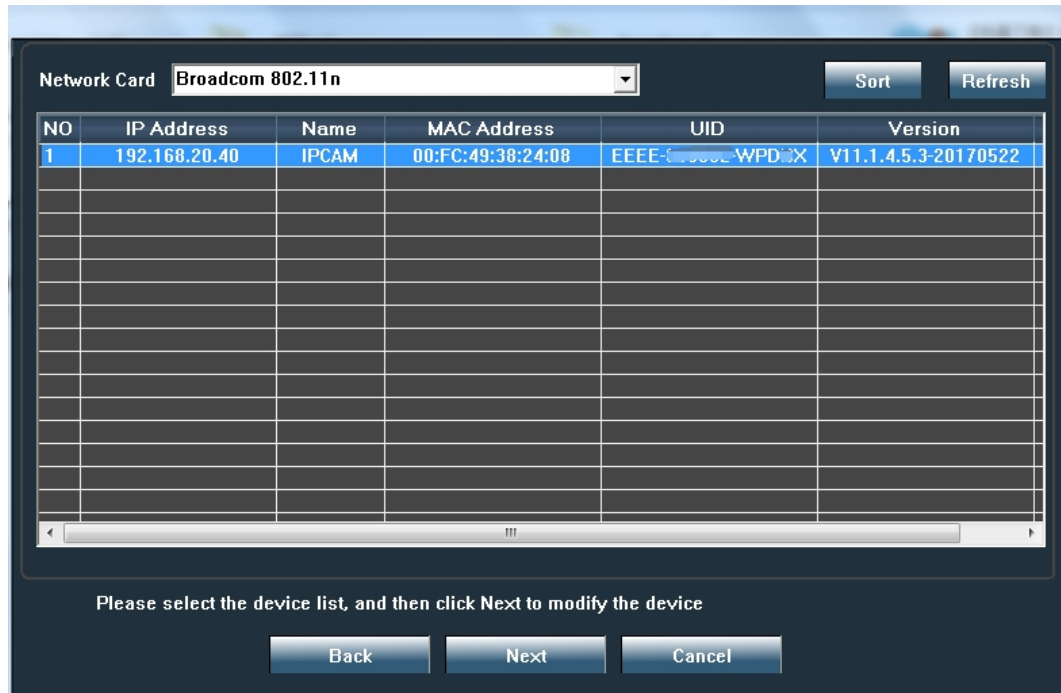 Network Card Broadcom 802.11n Sort Refresh
NO IP Address Name MAC Address UID Version
1 192.168.20.40 IPCAM 00:FC:49:38:24:08 V11.1.4.5.3-20170522
Please select the device list, and then click Next to modify the device
Back Next Cancel